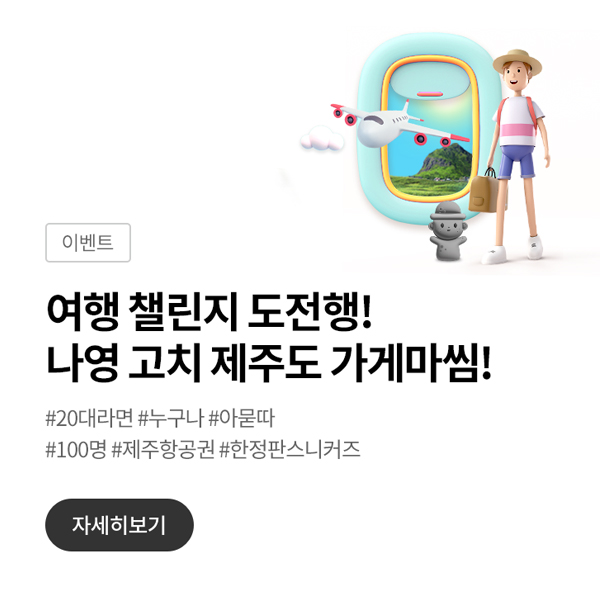 이벤트
여행 챌린지 도전행!
나영 고치 제주도 가게마씸!
#20대라면 #누구나 #아묻따
#100명 #제주항공권 #한정판스니커즈
자세히보기